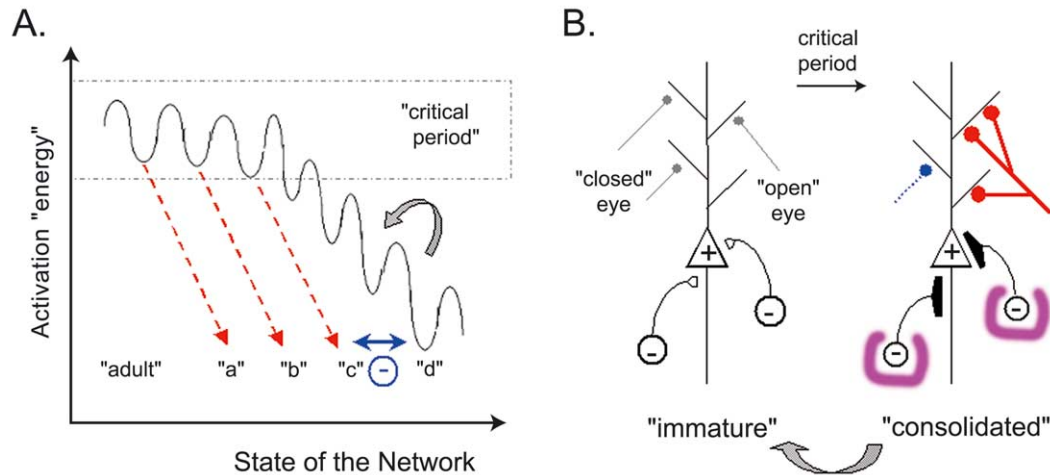 A.
Activation "energy"
"critical
period"
"adult"
"a"
"b"
"c"
-
"d"
State of the Network
B.
critical
period
"closed"
eye
"open"
eye
+
-
-
+
-
-
"immature"
"consolidated"